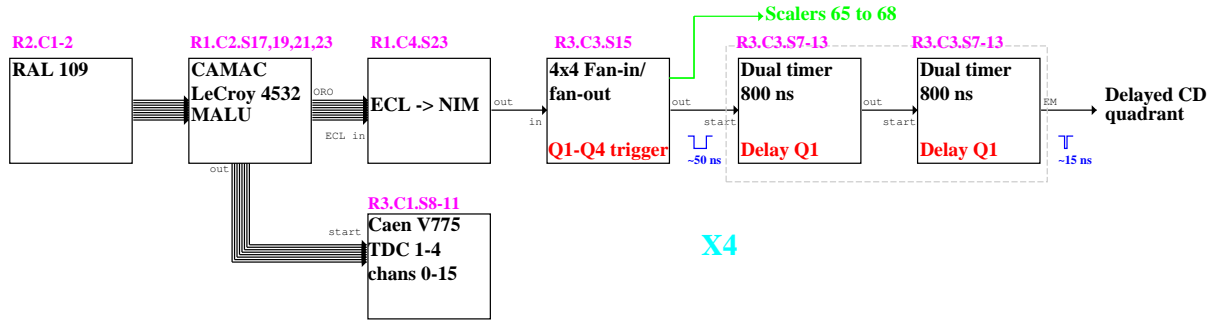 Scalers 65 to 68
R2.C1-2
R1.C2.S17,19,21,23
R1.C4.S23
R3.C3.S15
R3.C3.S7-13
R3.C3.S7-13
RAL 109
CAMAC
LeCroy 4532
MALU
ORO
ECL in
out
ECL -> NIM
out
in
4x4 Fan-in/
fan-out
Q1-Q4 trigger
out
start
~50 ns
Dual timer
800 ns
Delay Q1
out
start
Dual timer
800 ns
Delay Q1
EM
~15 ns
Delayed CD
quadrant
R3.C1.S8-11
start
Caen V775
TDC 1-4
chans 0-15
X4